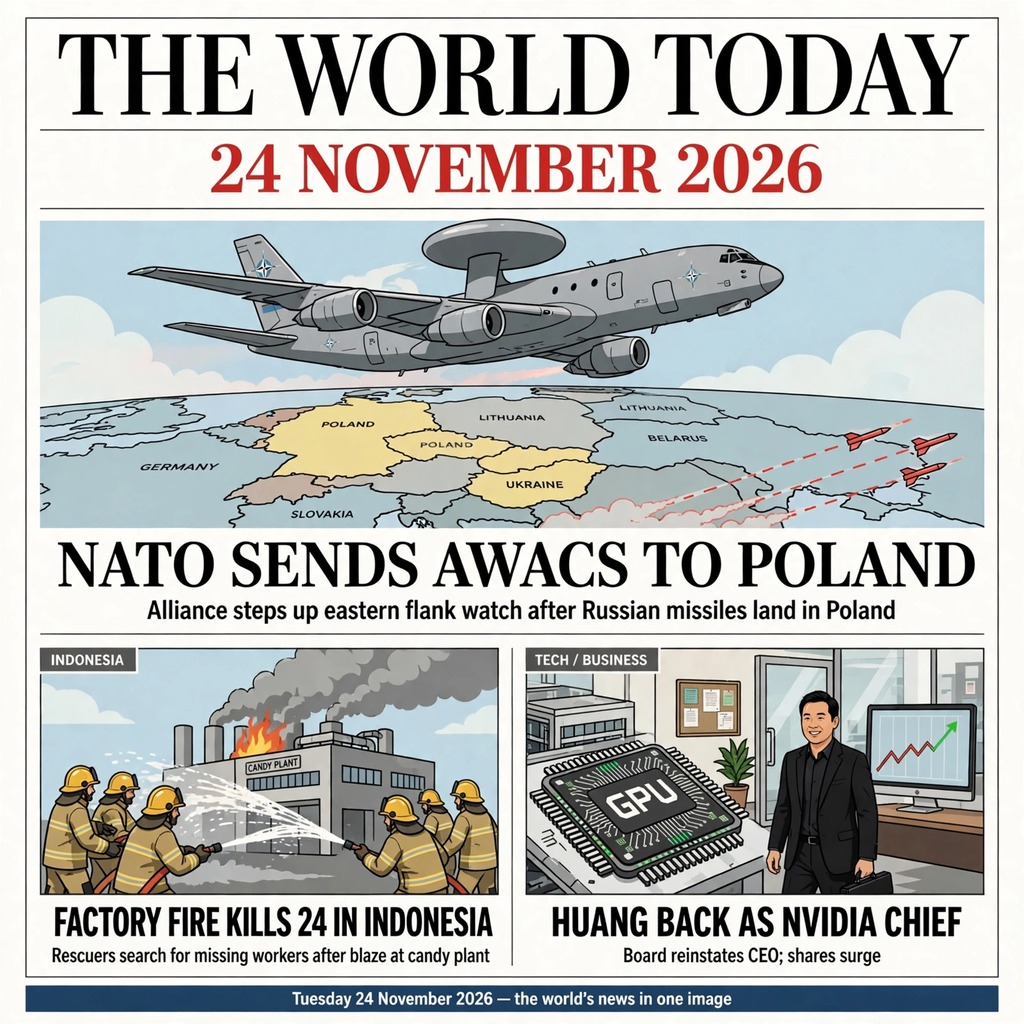 THE WORLD TODAY
24 NOVEMBER 2026
POLAND
LITHUANIA
LITHUANIA
POLAND
BELARUS
GERMANY
UKRAINE
SLOVAKIA
NATO SENDS AWACS TO POLAND
Alliance steps up eastern flank watch after Russian missiles land in Poland
INDONESIA
CANDY PLANT
FACTORY FIRE KILLS 24 IN INDONESIA
Rescuers search for missing workers after blaze at candy plant
TECH / BUSINESS
GPU
HUANG BACK AS NVIDIA CHIEF
Board reinstates CEO; shares surge
Tuesday 24 November 2026 — the world's news in one image